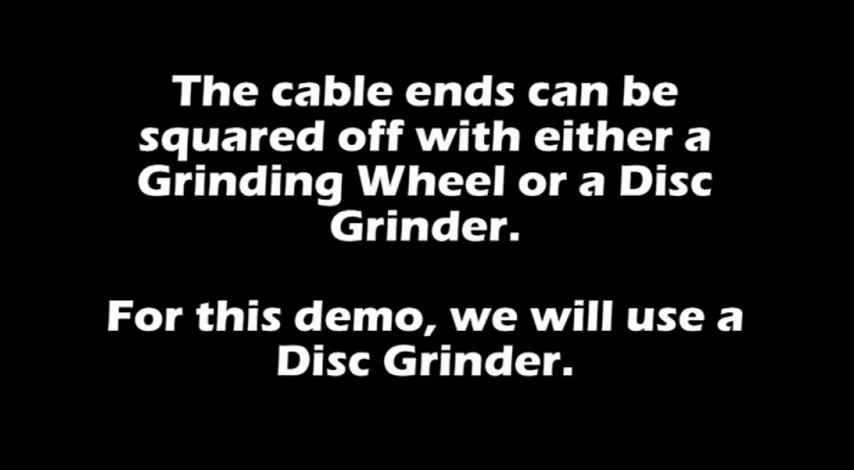 The cable ends can be
squared off with either a
Grinding Wheel or a Disc
Grinder.
For this demo, we will use a
Disc Grinder.